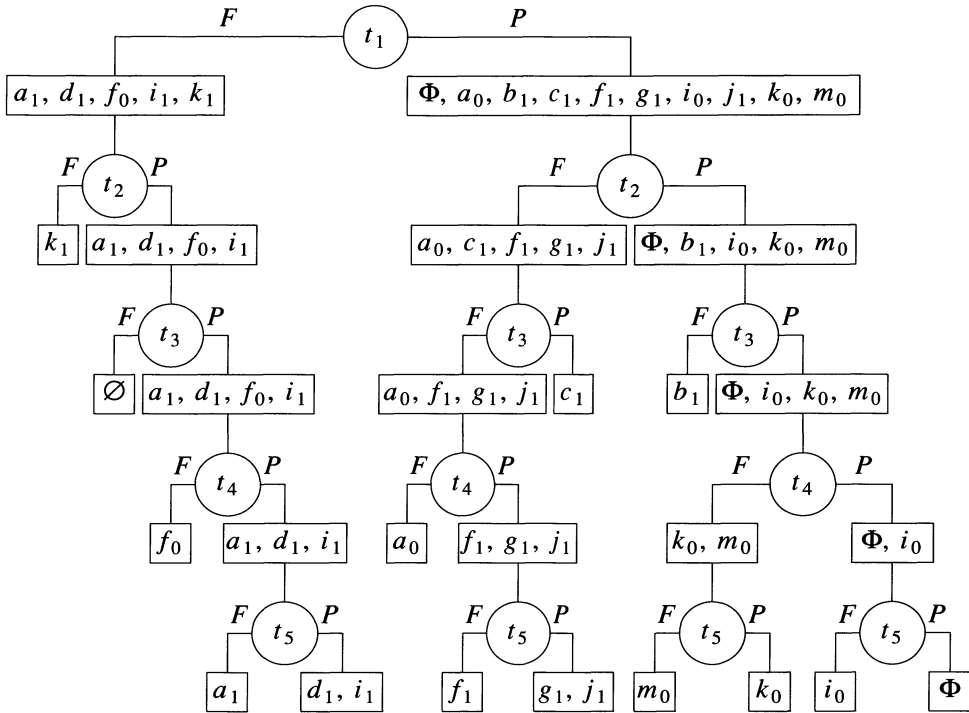 F t₁ P
a₁, d₁, f₀, i₁, k₁ Φ, a₀, b₁, c₁, f₁, g₁, i₀, j₁, k₀, m₀
F t₂ P F t₂ P
k₁ a₁, d₁, f₀, i₁ a₀, c₁, f₁, g₁, j₁ Φ, b₁, i₀, k₀, m₀
F t₃ P F t₃ P F t₃ P
∅ a₁, d₁, f₀, i₁ a₀, f₁, g₁, j₁ c₁ b₁ Φ, i₀, k₀, m₀
F t₄ P F t₄ P F t₄ P
f₀ a₁, d₁, i₁ a₀ f₁, g₁, j₁ k₀, m₀ Φ, i₀
F t₅ P F t₅ P F t₅ P F t₅ P
a₁ d₁, i₁ f₁ g₁, j₁ m₀ k₀ i₀ Φ